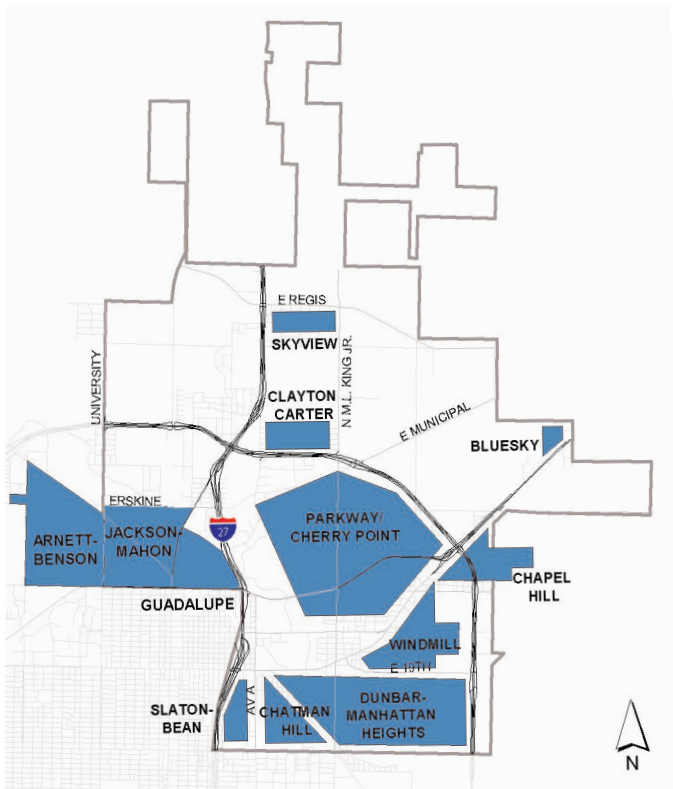 E REGIS
SKYVIEW
N M.L. KING JR.
UNIVERSITY
CLAYTON
CARTER
E MUNICIPAL
BLUESKY
ERSKINE
PARKWAY/
CHERRY POINT
27
ARNETT-
BENSON
JACKSON-
MAHON
CHAPEL
HILL
GUADALUPE
WINDMILL
E 19TH
AV A
SLATON-
BEAN
CHATMAN
HILL
DUNBAR-
MANHATTAN
HEIGHTS
N